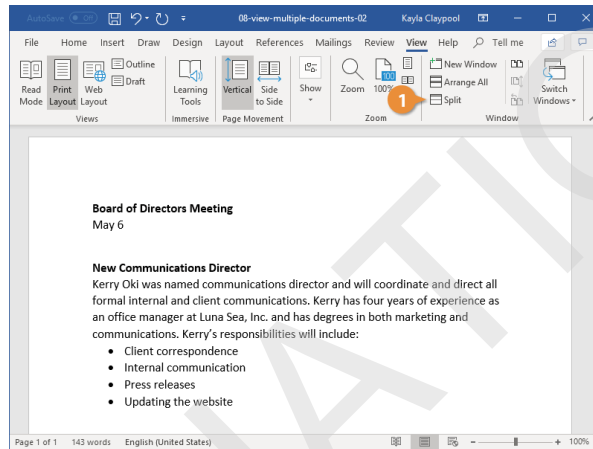 AutoSave Off 08-view-multiple-documents-02 Kayla Claypool
File Home Insert Draw Design Layout References Mailings Review View Help Tell me
Read Mode
Print Layout
Web Layout
Outline
Draft
Views
Learning Tools
Immersive
Vertical
Side to Side
Page Movement
Show
Zoom
100
100%
Zoom
1
New Window
Arrange All
Split
Switch Windows
Window
Board of Directors Meeting
May 6
New Communications Director
Kerry Oki was named communications director and will coordinate and direct all
formal internal and client communications. Kerry has four years of experience as
an office manager at Luna Sea, Inc. and has degrees in both marketing and
communications. Kerry's responsibilities will include:
• Client correspondence
• Internal communication
• Press releases
• Updating the website
Page 1 of 1 143 words English (United States) 100%